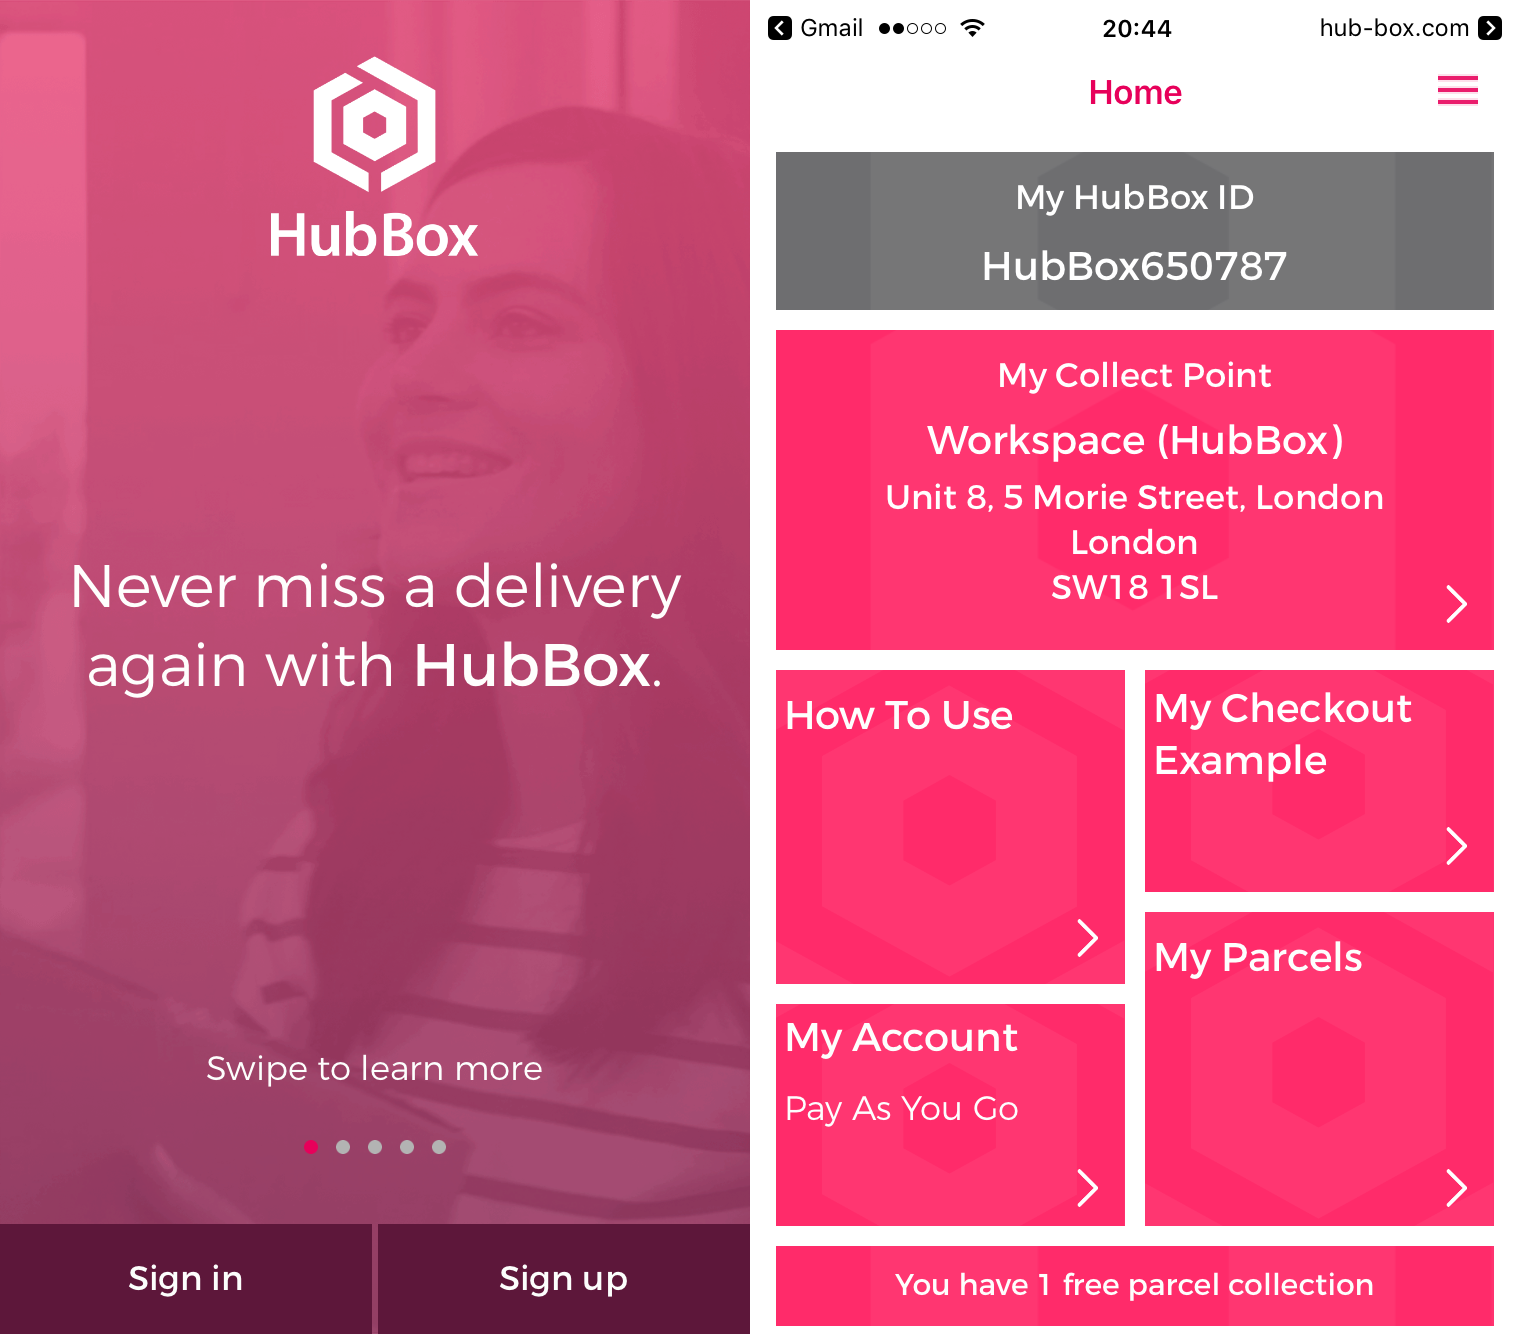 HubBox
Never miss a delivery
again with HubBox.
Swipe to learn more
Sign in
Sign up
Gmail
20:44
hub-box.com
Home
My HubBox ID
HubBox650787
My Collect Point
Workspace (HubBox)
Unit 8, 5 Morie Street, London
London
SW18 1SL
How To Use
My Checkout
Example
My Account
Pay As You Go
My Parcels
You have 1 free parcel collection